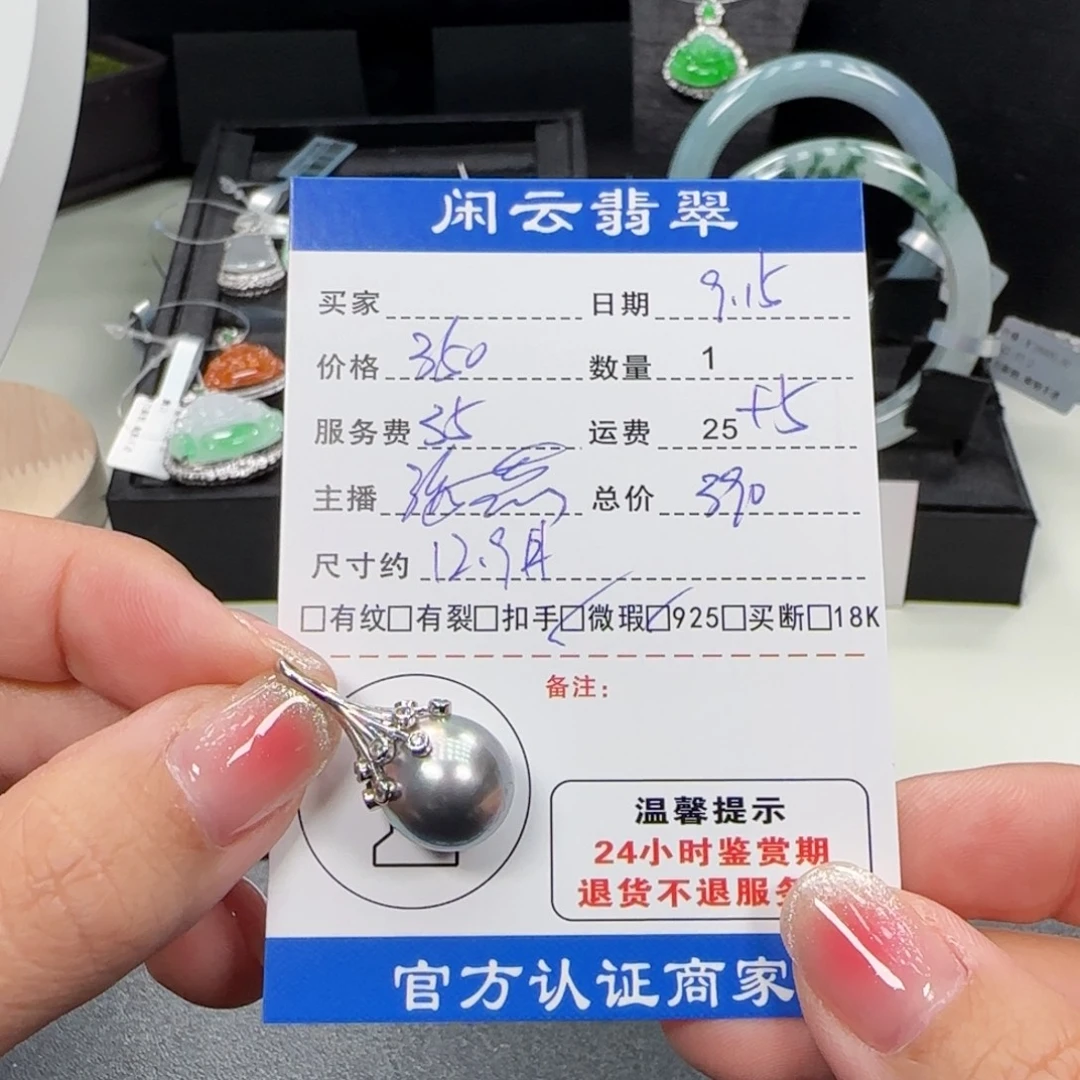 闲云翡翠
买家 日期 9.15
价格 350 数量 1
服务费 35 运费 25 +5
主播 总价 390
尺寸约 12.9
□有纹□有裂□扣手☑微瑕☑925□买断□18K
备注：
温馨提示
24小时鉴赏期
退货不退服务
官方认证商家